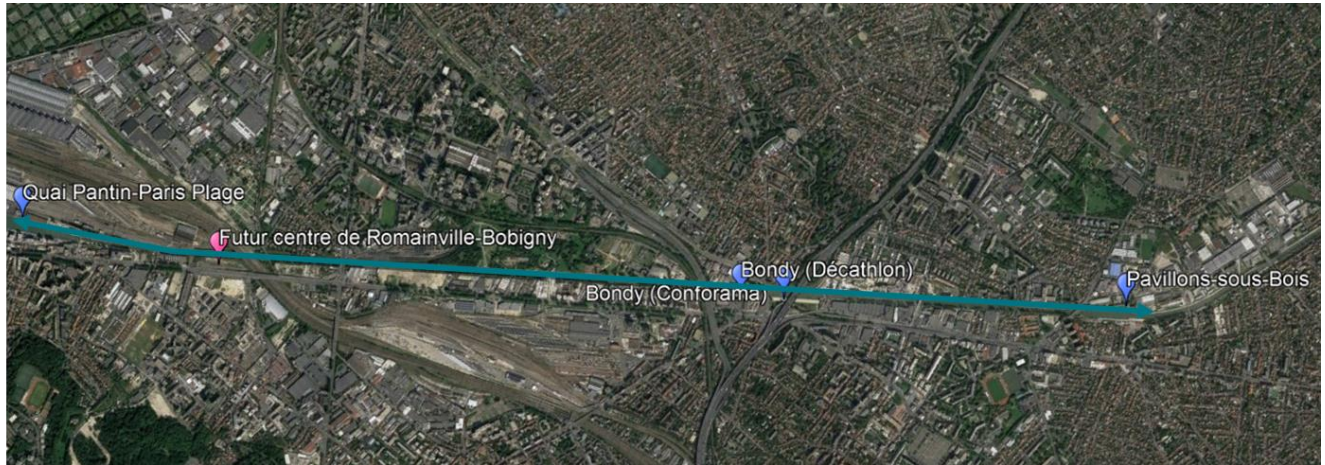 Quai Pantin-Paris Plage
Futur centre de Romainville-Bobigny
Bondy (Décathlon)
Bondy (Conforama)
Pavillons-sous-Bois